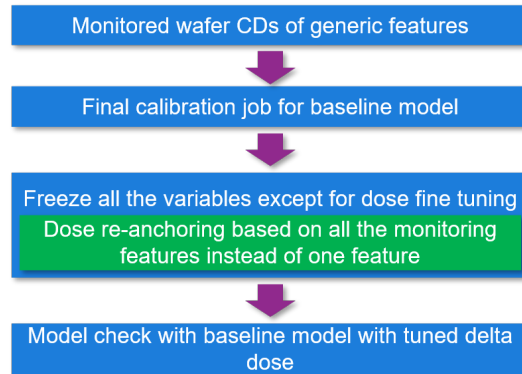 Monitored wafer CDs of generic features
Final calibration job for baseline model
Freeze all the variables except for dose fine tuning
Dose re-anchoring based on all the monitoring
features instead of one feature
Model check with baseline model with tuned delta
dose